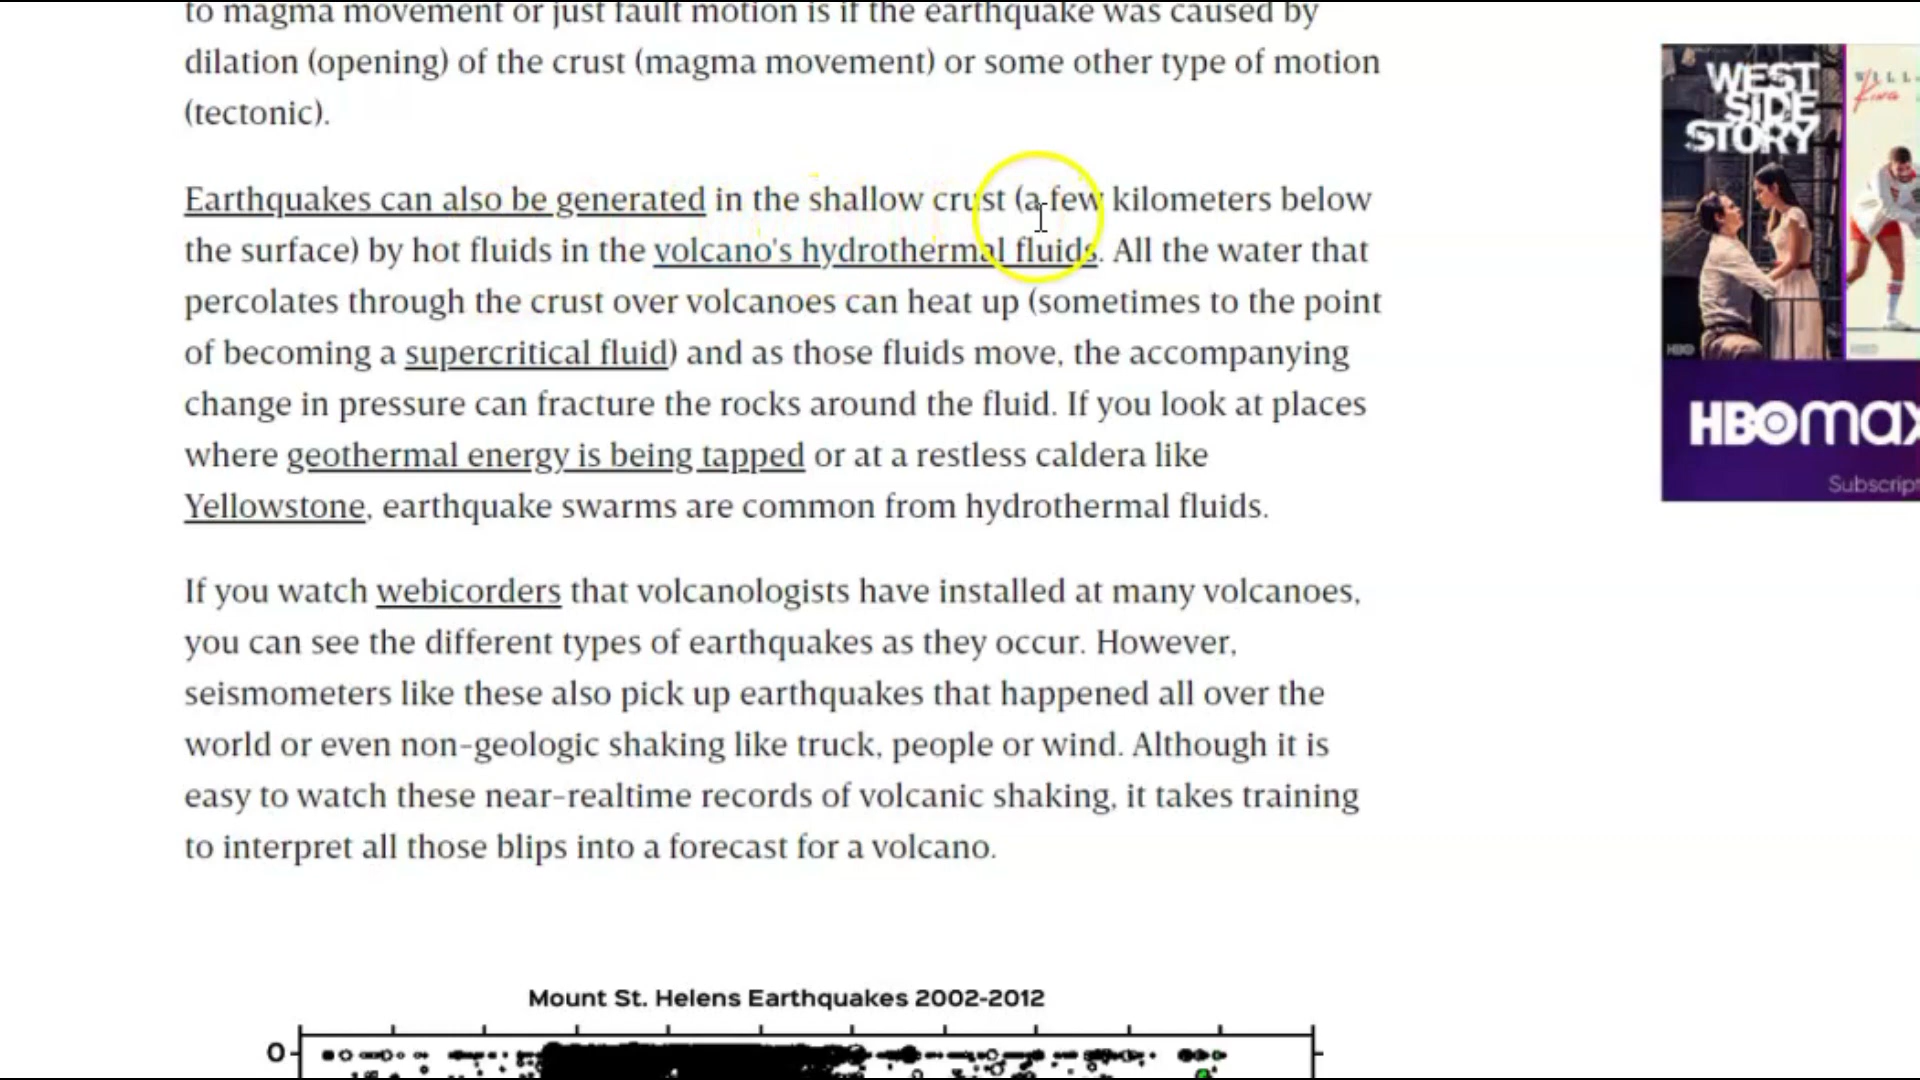 to magma movement or just fault motion is if the earthquake was caused by
dilation (opening) of the crust (magma movement) or some other type of motion
(tectonic).
Earthquakes can also be generated in the shallow crust (a few kilometers below
the surface) by hot fluids in the volcano's hydrothermal fluids. All the water that
percolates through the crust over volcanoes can heat up (sometimes to the point
of becoming a supercritical fluid) and as those fluids move, the accompanying
change in pressure can fracture the rocks around the fluid. If you look at places
where geothermal energy is being tapped or at a restless caldera like
Yellowstone, earthquake swarms are common from hydrothermal fluids.
If you watch webicorders that volcanologists have installed at many volcanoes,
you can see the different types of earthquakes as they occur. However,
seismometers like these also pick up earthquakes that happened all over the
world or even non-geologic shaking like truck, people or wind. Although it is
easy to watch these near-realtime records of volcanic shaking, it takes training
to interpret all those blips into a forecast for a volcano.
Mount St. Helens Earthquakes 2002-2012
0
WEST
SIDE
STORY
HBO
WILL
HBO
HBOmax
Subscript